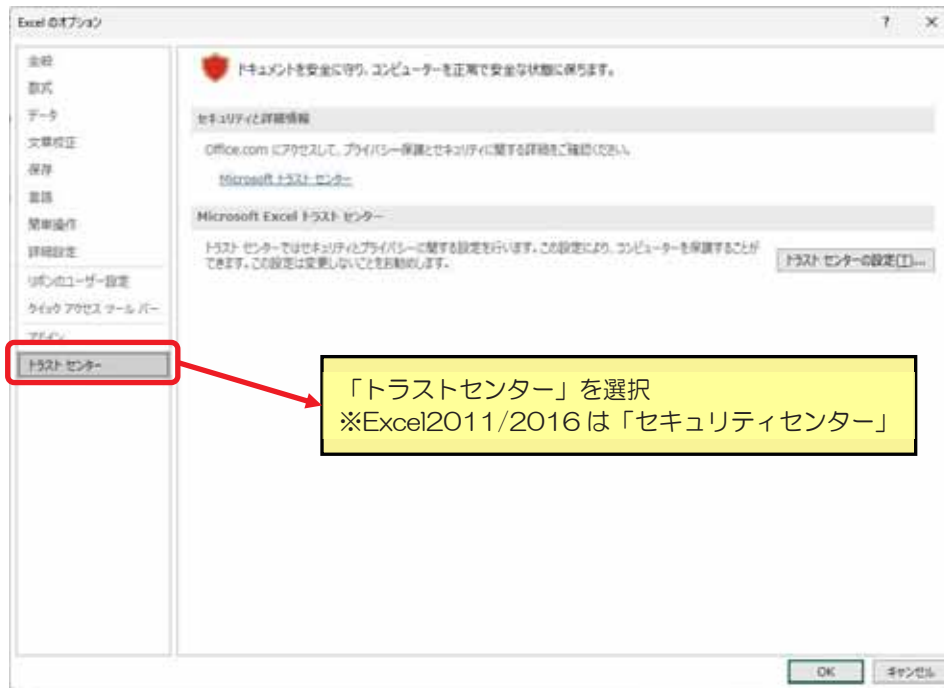 Excel のオプション
? ×
全般
数式
データ
文章校正
保存
言語
簡単操作
詳細設定
リボンのユーザー設定
クイック アクセス ツール バー
アドイン
トラスト センター
ドキュメントを安全に守り、コンピューターを正常で安全な状態に保ちます。
セキュリティと詳細情報
Office.com にアクセスして、プライバシー保護とセキュリティに関する詳細をご確認ください。
Microsoft トラスト センター
Microsoft Excel トラスト センター
トラスト センターではセキュリティとプライバシーに関する設定を行います。この設定により、コンピューターを保護することが
できます。この設定は変更しないことをお勧めします。
トラスト センターの設定(T)...
「トラストセンター」を選択
※Excel2011/2016 は「セキュリティセンター」
OK
キャンセル